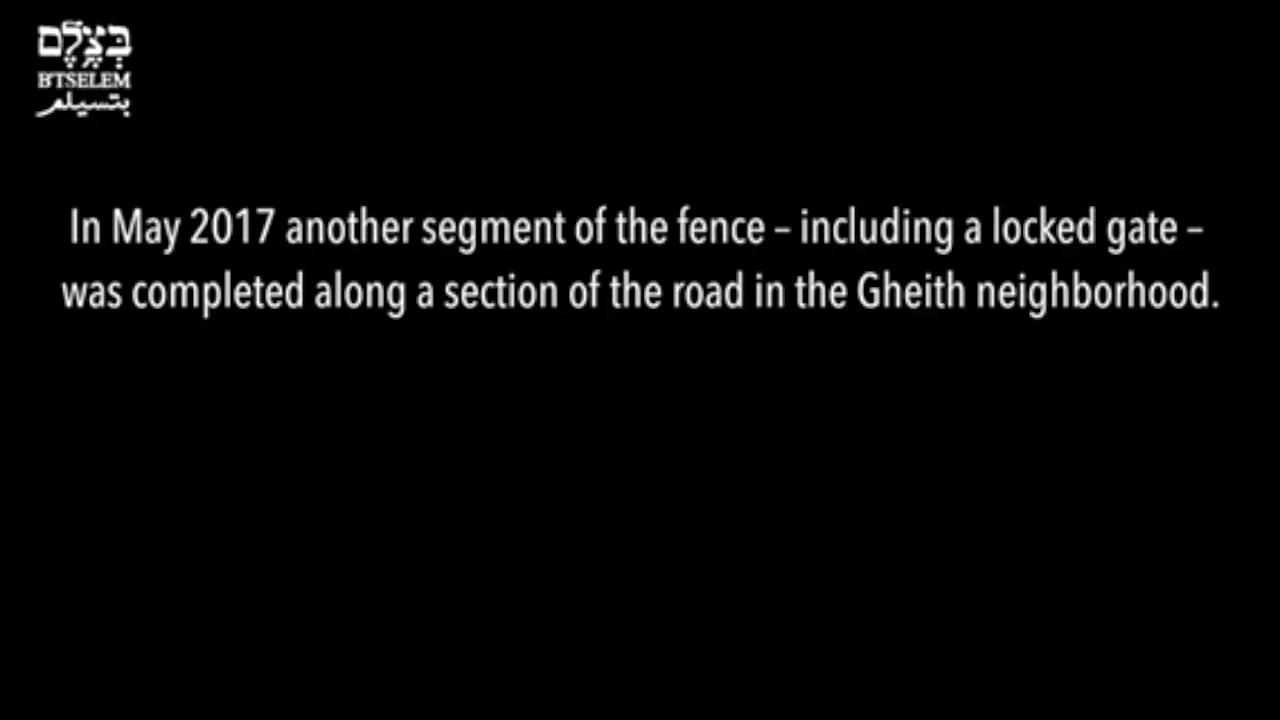 בְּצֶלֶם
B'TSELEM
بتسيلم
In May 2017 another segment of the fence – including a locked gate –
was completed along a section of the road in the Gheith neighborhood.